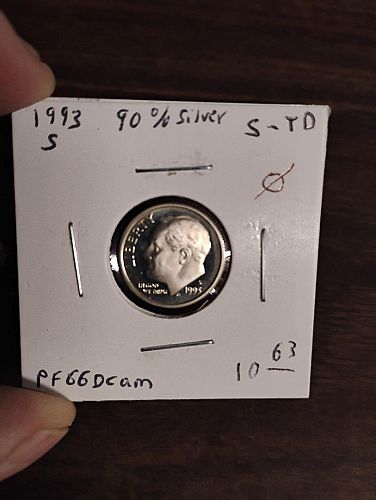 1993 90% Silver S-TD
S
Ø
LIBERTY
IN GOD
WE TRUST
S
1993
PF66Dcam
10 63